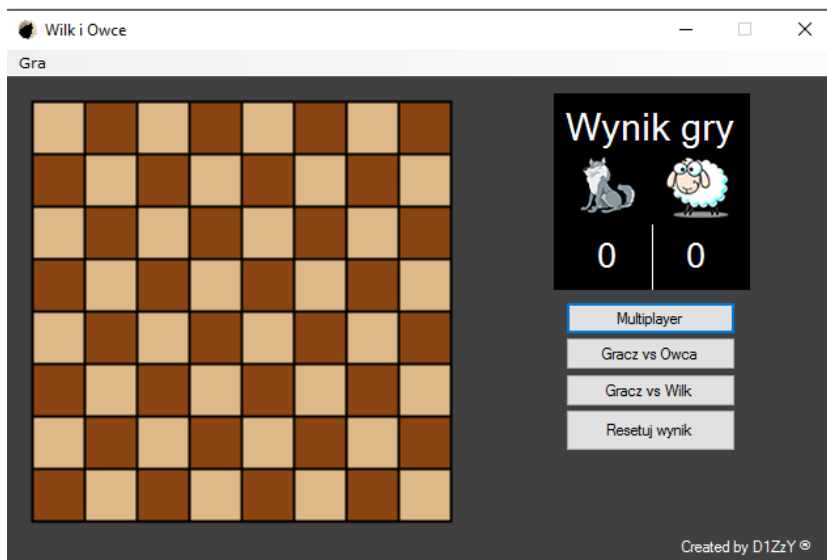 Wilk i Owce
Gra
Wynik gry
0 0
Multiplayer
Gracz vs Owca
Gracz vs Wilk
Resetuj wynik
Created by D1ZzY ®